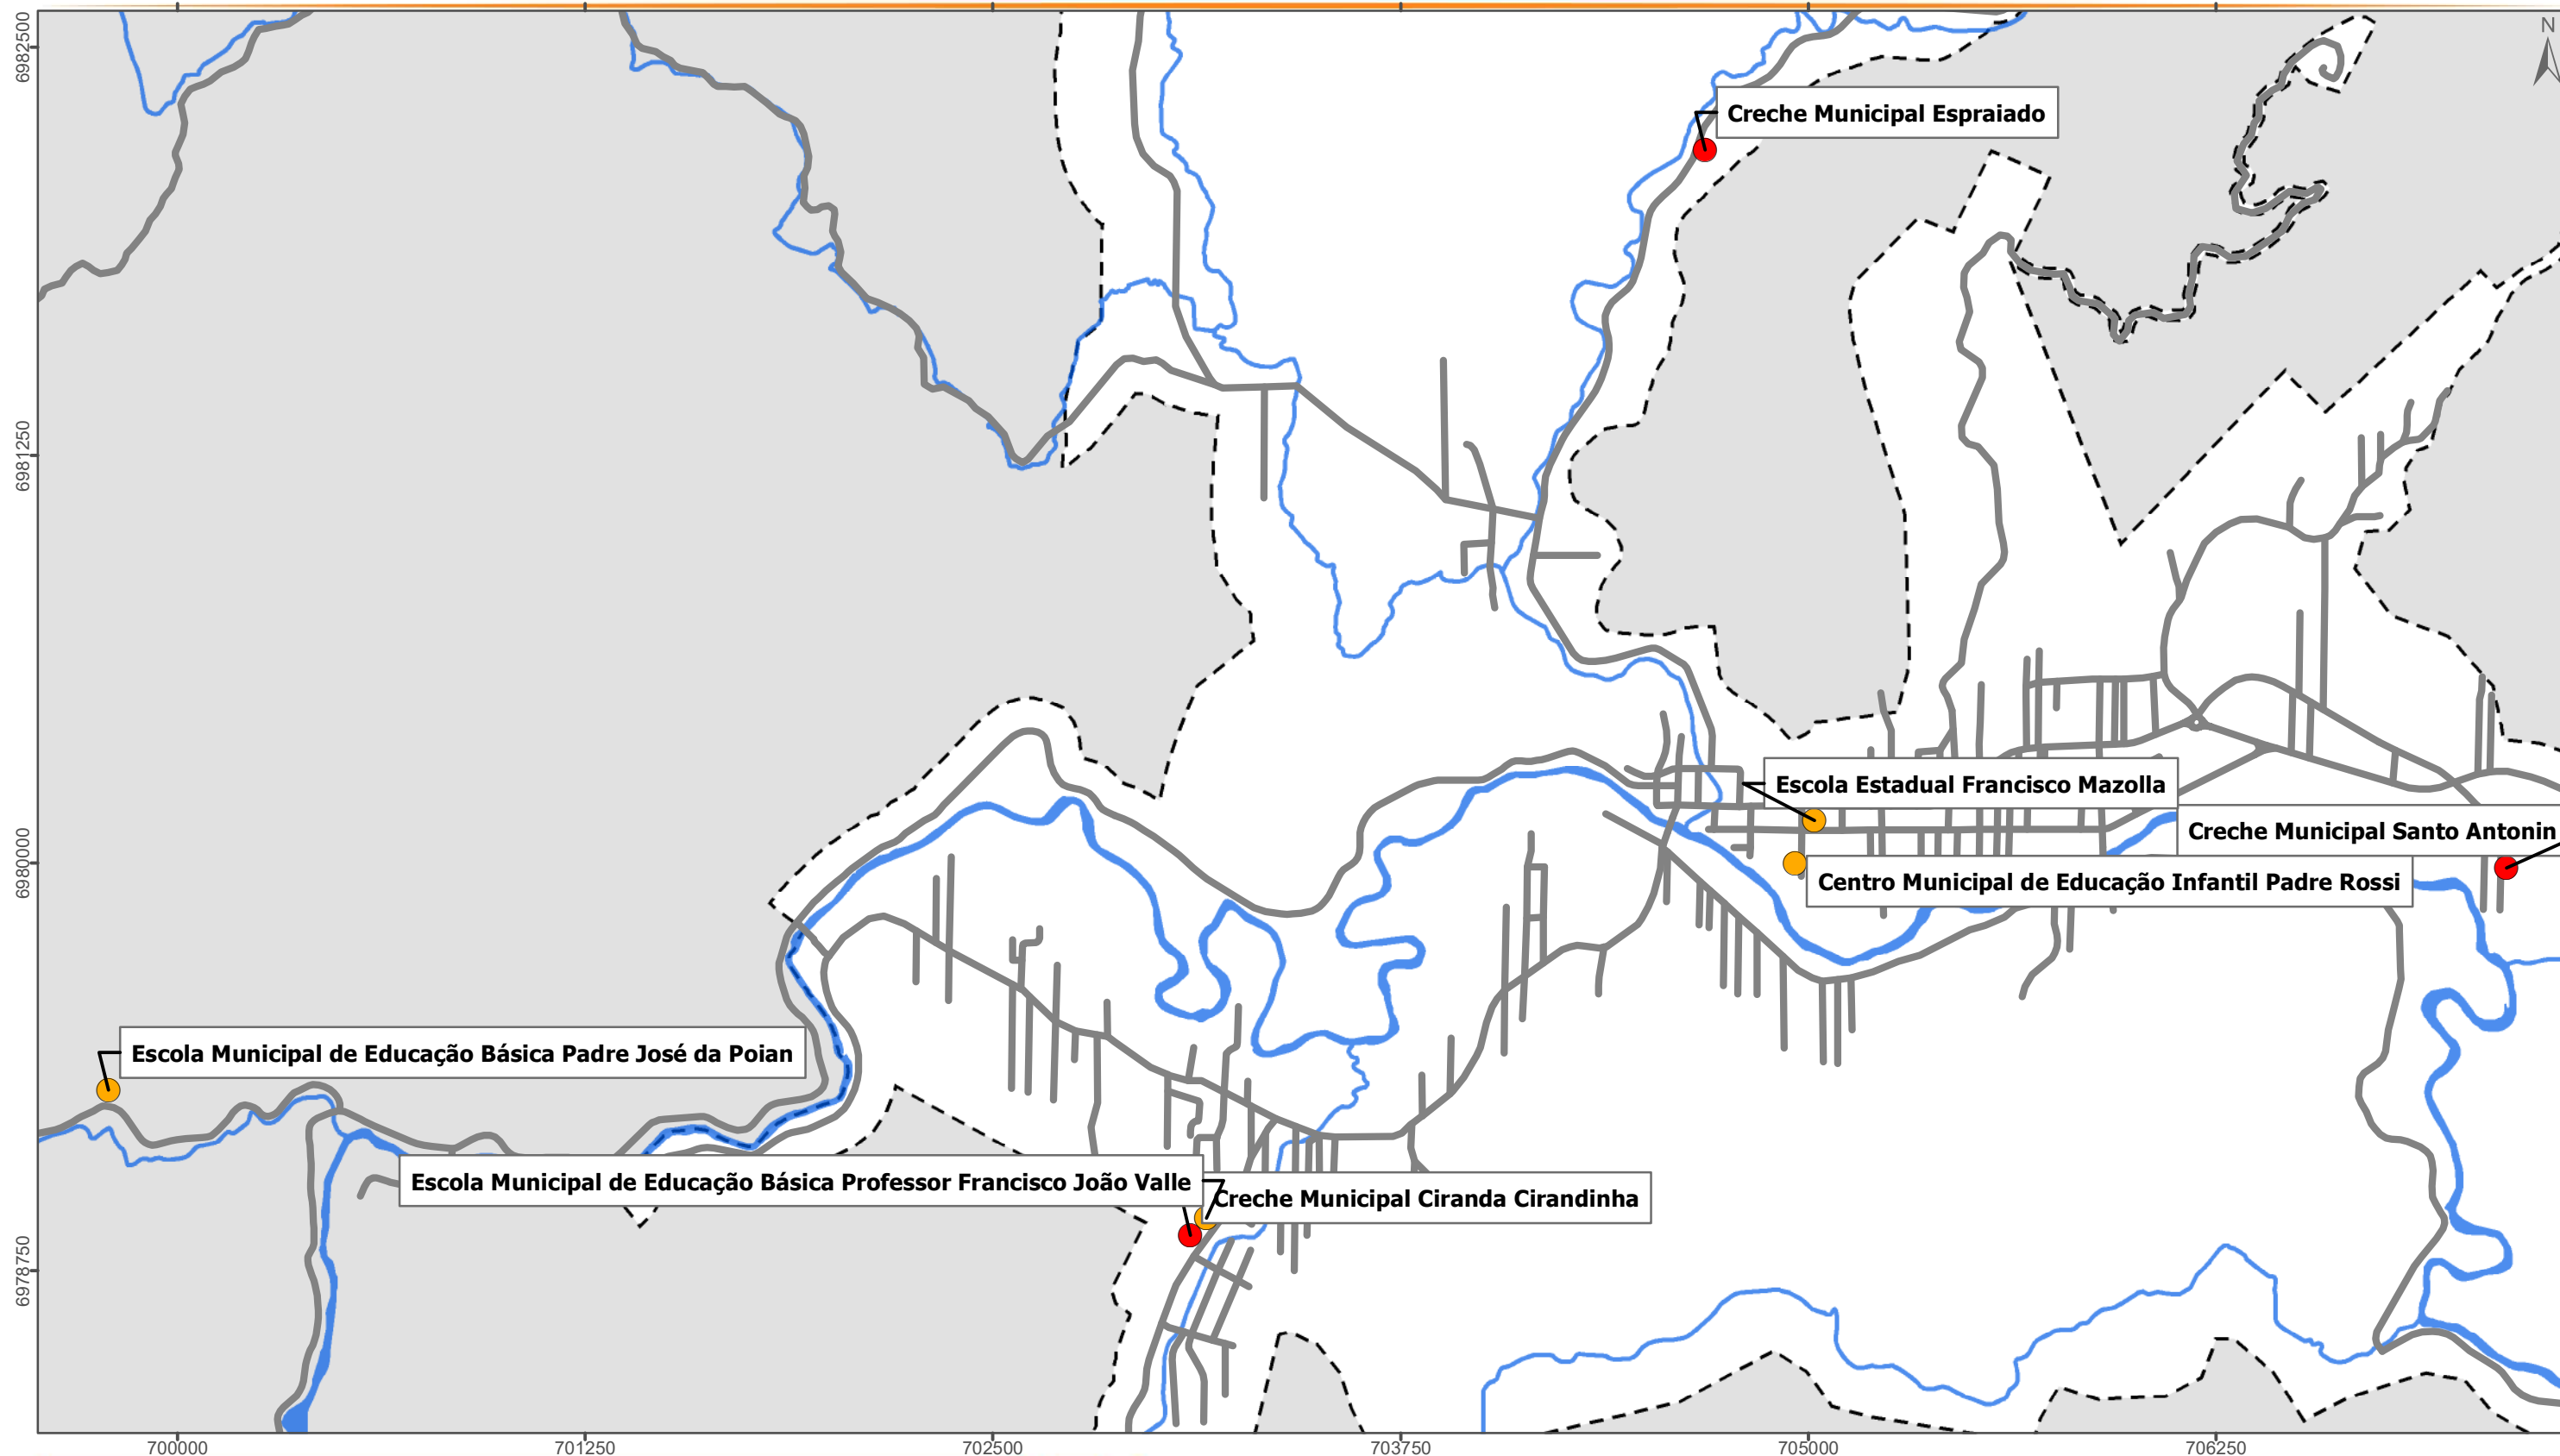 6982500
N
Creche Municipal Espraiado
6981250
Escola Estadual Francisco Mazolla
Creche Municipal Santo Antonin
6980000
Centro Municipal de Educação Infantil Padre Rossi
Escola Municipal de Educação Básica Padre José da Poian
Escola Municipal de Educação Básica Professor Francisco João Valle
Creche Municipal Ciranda Cirandinha
6978750
700000
701250
702500
703750
705000
706250